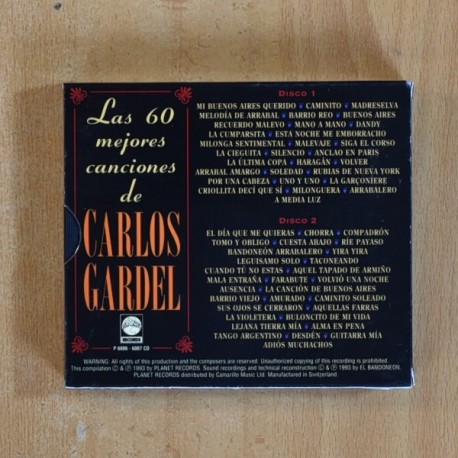 Las 60
mejores
canciones
de
CARLOS
GARDEL
RECORDS
P 6086 - 6087 CD
DISCO 1
MI BUENOS AIRES QUERIDO • CAMINITO • MADRESELVA
MELODÍA DE ARRABAL • BARRIO REO • BUENOS AIRES
RECUERDO MALEVO • MANO A MANO • DANDY
LA CUMPARSITA • ESTA NOCHE ME EMBORRACHO
MILONGA SENTIMENTAL • MALEVAJE • SIGA EL CORSO
LA CIEGUITA • SILENCIO • ANCLAO EN PARIS
LA ÚLTIMA COPA • HARAGÁN • VOLVER
ARRABAL AMARGO • SOLEDAD • RUBIAS DE NUEVA YORK
POR UNA CABEZA • UNO Y UNO • LA GARÇONIERE
CRIOLLITA DECÍ QUE SÍ • MILONGUERA • ARRABALERO
A MEDIA LUZ
DISCO 2
EL DÍA QUE ME QUIERAS • CHORRA • COMPADRÓN
TOMO Y OBLIGO • CUESTA ABAJO • RÍE PAYASO
BANDONEÓN ARRABALERO • YIRA YIRA
LEGUISAMO SOLO • TACONEANDO
CUANDO TÚ NO ESTAS • AQUEL TAPADO DE ARMIÑO
MALA ENTRAÑA • FARABUTE • VOLVIÓ UNA NOCHE
AUSENCIA • LA CANCIÓN DE BUENOS AIRES
BARRIO VIEJO • AMURADO • CAMINITO SOLEADO
SUS OJOS SE CERRARON • AQUELLAS FARRAS
LA VIOLETERA • BULONCITO DE MI VIDA
LEJANA TIERRA MÍA • ALMA EN PENA
TANGO ARGENTINO • DESDÉN • GUITARRA MÍA
ADIÓS MUCHACHOS
WARNING. All rights of this production and the composers are reserved. Unauthorized copying of this recording is prohibited.
This compilation Ⓒ & Ⓟ 1993 by PLANET RECORDS. Sound recordings and technical reconstruction Ⓒ & Ⓟ 1990 by EL BANDONEON.
PLANET RECORDS distributed by Camarillo Music Ltd. Manufactured in Switzerland.